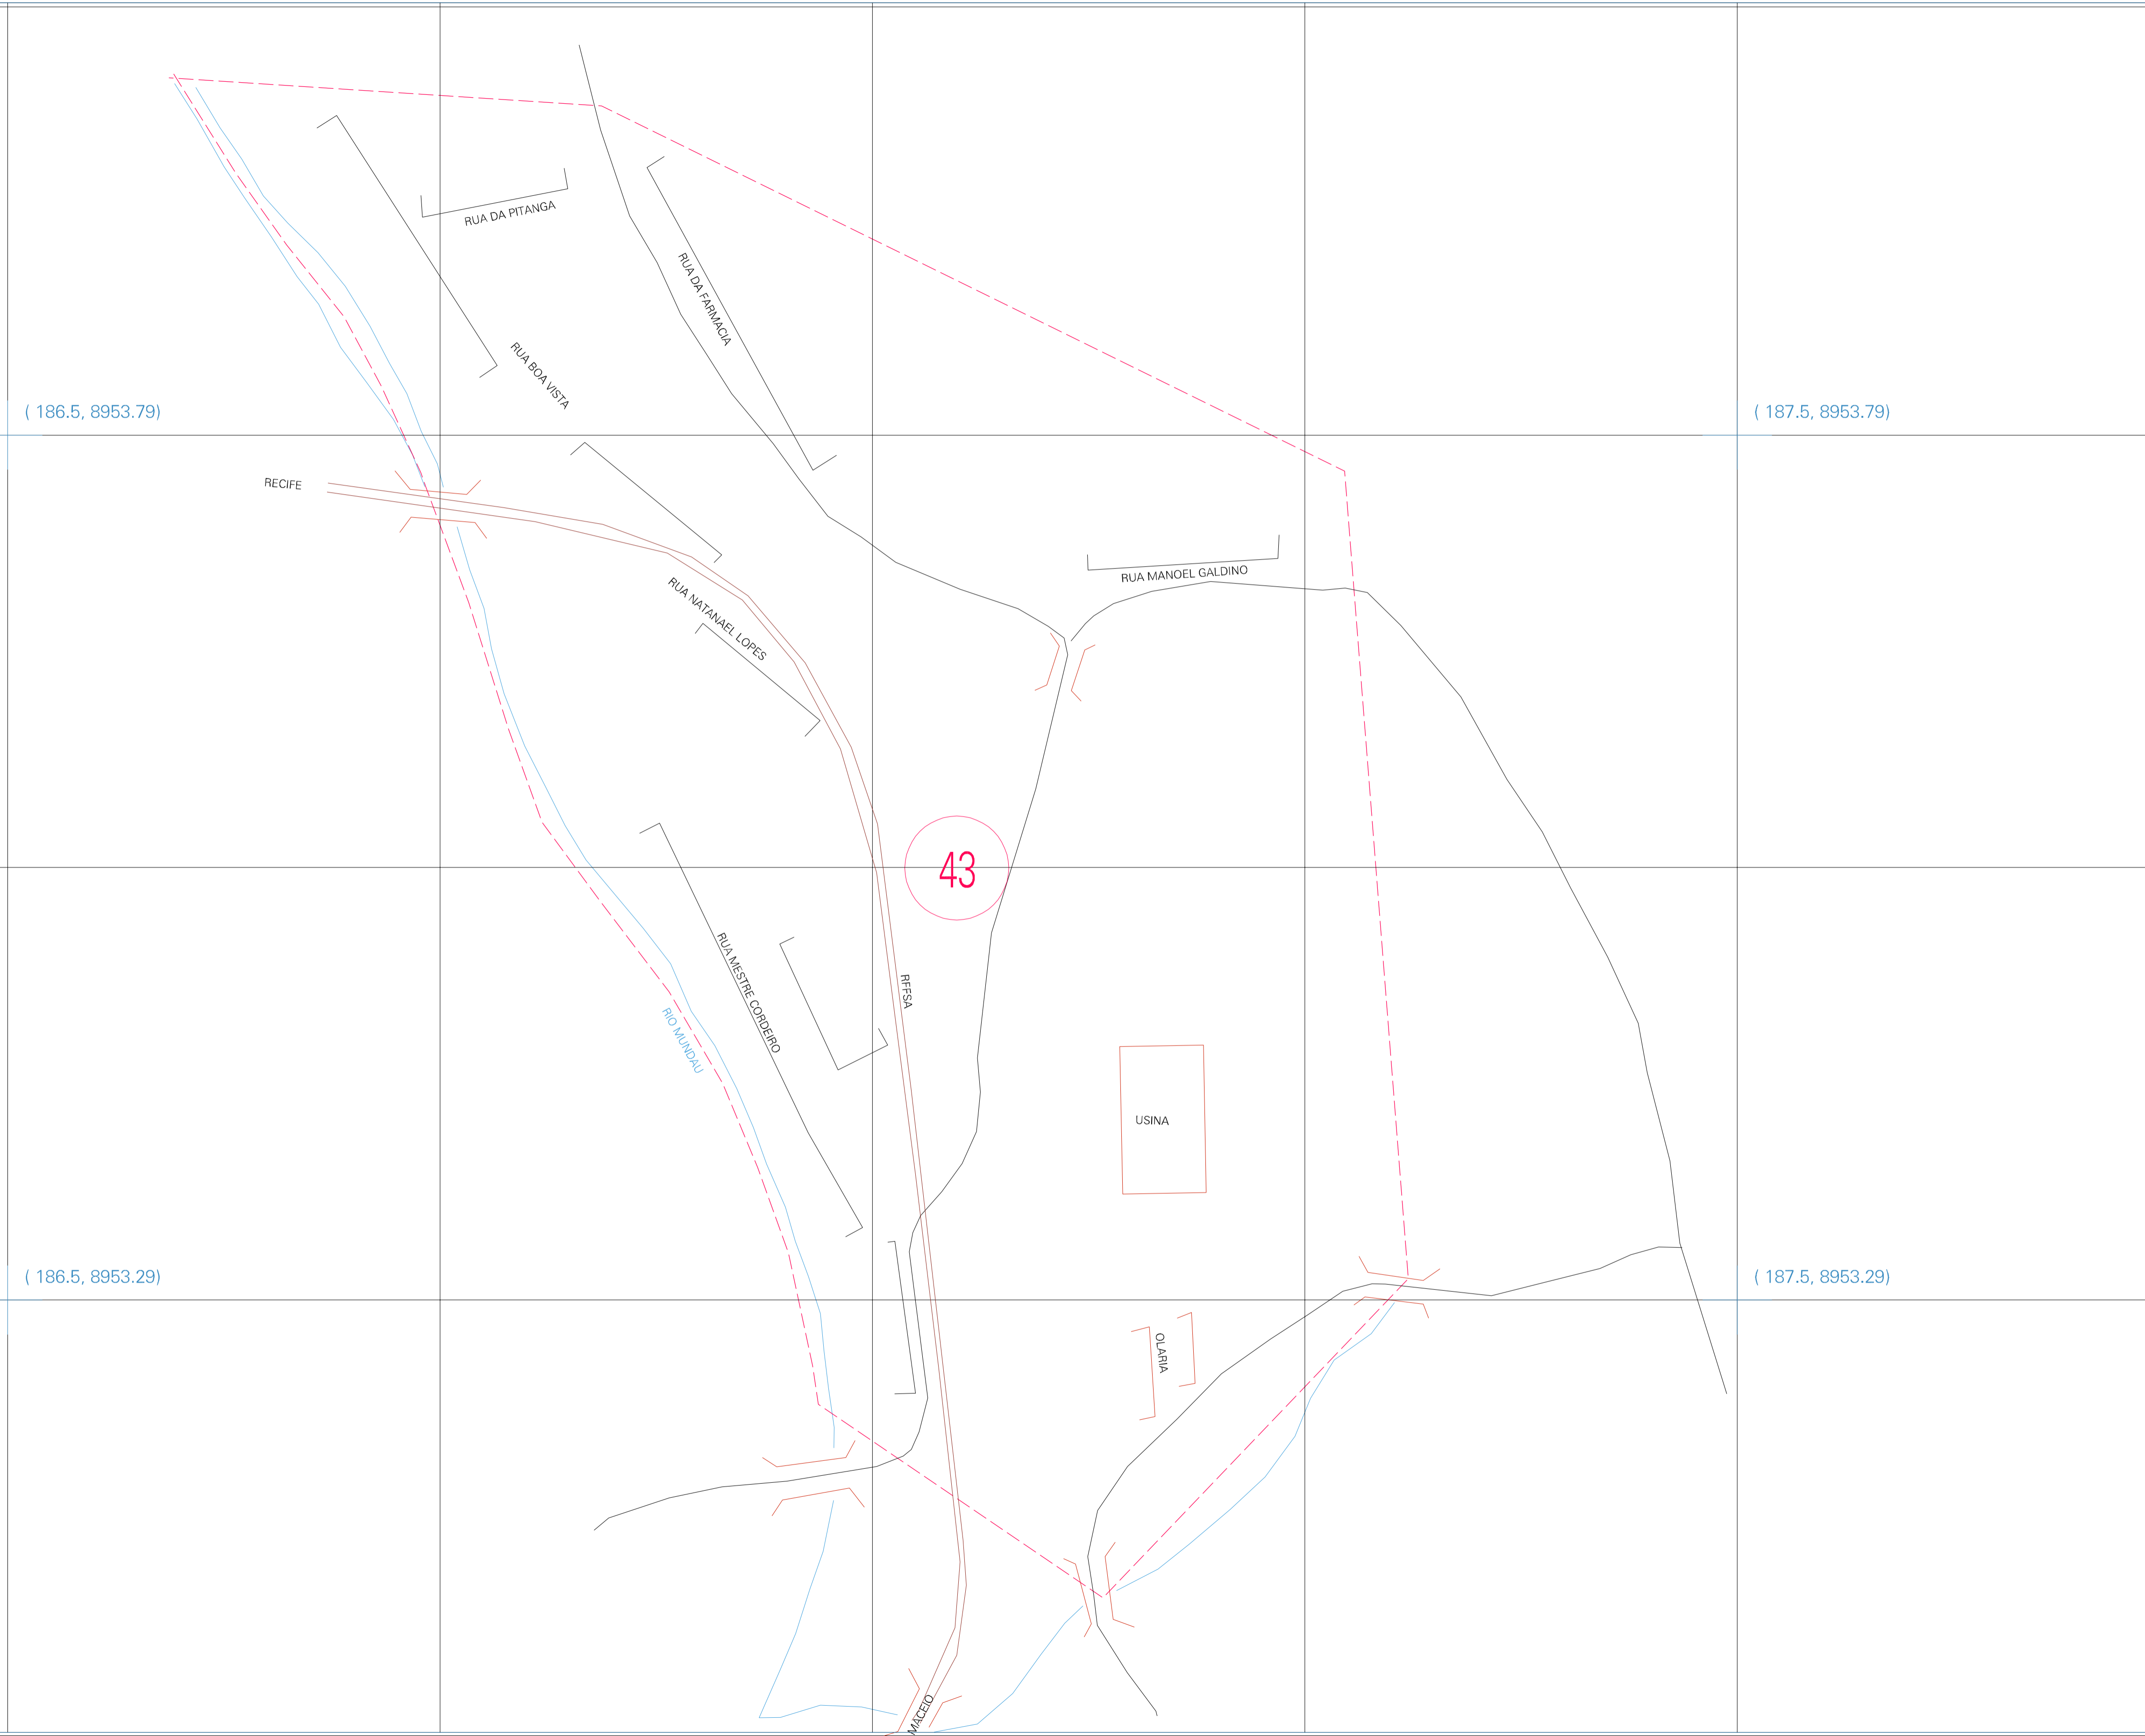 RUA DA PITANGA
RUA DA FARMACIA
RUA BOA VISTA
( 186.5, 8953.79)
( 187.5, 8953.79)
RECIFE
RUA MANOEL GALDINO
RUA NATANAEL LOPES
43
RUA MESTRE CORDEIRO
RFFSA
RIO MUNDAU
USINA
( 186.5, 8953.29)
( 187.5, 8953.29)
OLARIA
MACEIO